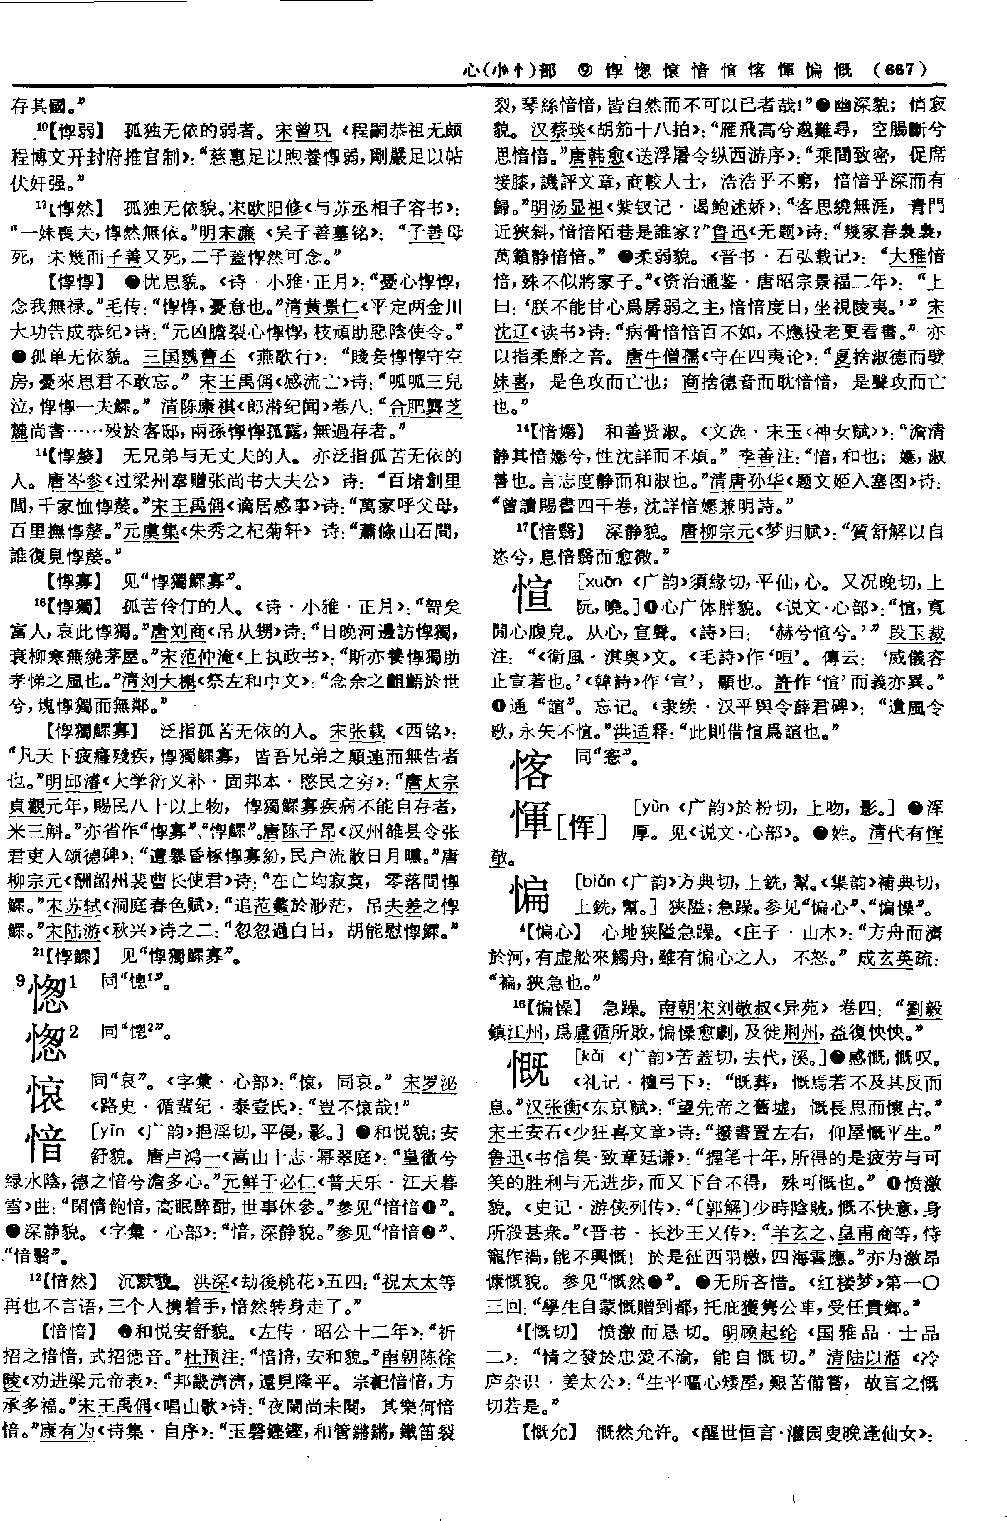 心(小忄)部 ⑨ 惸 惚 悢 愔 愃 愘 惲 惼 慨 (667)
存其國。”
¹⁰【惸弱】 孤独无依的弱者。宋曾巩《程嗣恭祖无颇
程博文开封府推官制》：“慈惠足以煦養惸弱，剛嚴足以帖
伏奸强。”
¹²【惸然】 孤独无依貌。宋欧阳修《与苏丞相子容书》：
“一妹喪夫，惸然無依。”明宋濂《吴子善墓铭》：“子善母
死，未幾而子善又死，二子蓋惸然可念。”
【惸惸】 ❶忧思貌。《诗·小雅·正月》：“憂心惸惸，
念我無禄。”毛传：“惸惸，憂意也。”清黄景仁《平定两金川
大功告成恭纪》诗：“元凶膽裂心惸惸，枝頑助惡陰使令。”
❷孤单无依貌。三国魏曹丕《燕歌行》：“賤妾惸惸守空
房，憂來思君不敢忘。”宋王禹偁《感流亡》诗：“呱呱三兒
泣，惸惸一夫鰥。”清陈康祺《郎潜纪闻》卷八：“合肥龔芝
麓尚書……殁於客邸，兩孫惸惸孤露，無過存者。”
¹⁴【惸嫠】 无兄弟与无丈夫的人。亦泛指孤苦无依的
人。唐岑参《过梁州奉赠张尚书大夫公》诗：“百堵創里
閭，千家恤惸嫠。”宋王禹偁《谪居感事》诗：“萬家呼父母，
百里撫惸嫠。”元虞集《朱秀之杞菊轩》诗：“蕭條山石間，
誰復見惸嫠。”
【惸寡】 见“惸獨鰥寡”。
¹⁶【惸獨】 孤苦伶仃的人。《诗·小雅·正月》：“哿矣
富人，哀此惸獨。”唐刘商《吊从甥》诗：“日晚河邊訪惸獨，
衰柳寒蕪繞茅屋。”宋范仲淹《上执政书》：“斯亦養惸獨助
孝悌之風也。”清刘大櫆《祭左和中文》：“念余之齟齬於世
兮，塊惸獨而無鄰。”
【惸獨鰥寡】 泛指孤苦无依的人。宋张载《西铭》：
“凡天下疲癃殘疾，惸獨鰥寡，皆吾兄弟之顛連而無告者
也。”明邱濬《大学衍义补·固邦本·愍民之穷》：“唐太宗
貞觀元年，賜民八十以上物，惸獨鰥寡疾病不能自存者，
米三斛。”亦省作“惸寡”、“惸鰥”。唐陈子昂《汉州雒县令张
君吏人颂德碑》：“遭暴昏椓惸寡紛，民户流散日月曛。”唐
柳宗元《酬韶州裴曹长使君》诗：“在亡均寂寞，零落間惸
鰥。”宋苏轼《洞庭春色赋》：“追范蠡於渺茫，吊夫差之惸
鰥。”宋陆游《秋兴》诗之二：“忽忽過白日，胡能慰惸鰥。”
²¹【惸鰥】 见“惸獨鰥寡”。
9 惚1 同“惚¹”。
惚2 同“惚²”。
悢 同“哀”。《字彙·心部》：“悢，同哀。”宋罗泌
《路史·循蜚纪·泰壹氏》：“豈不悢哉！”
愔 [yīn 《广韵》挹淫切，平侵，影。] ❶和悦貌；安
舒貌。唐卢鸿一《嵩山十志·幂翠庭》：“皇徽兮
绿水陰，德之愔兮澹多心。”元鲜于必仁《普天乐·江天暮
雪》曲：“閑情飽愔，高眠醉酣，世事休參。”参见“愔愔❶”。
❷深静貌。《字彙·心部》：“愔，深静貌。”参见“愔愔❷”、
“愔翳”。
¹²【愔然】 沉默貌。洪深《劫後桃花》五四：“祝太太等
再也不言语，三个人携着手，愔然转身走了。”
【愔愔】 ❶和悦安舒貌。《左传·昭公十二年》：“祈
招之愔愔，式招德音。”杜预注：“愔愔，安和貌。”南朝陈徐
陵《劝进梁元帝表》：“邦畿濟濟，還見隆平。宗祀愔愔，方
承多福。”宋王禹偁《唱山歌》诗：“夜闌尚未闋，其樂何愔
愔。”康有为《诗集·自序》：“玉磬鏗鏗，和管鏘鏘，鐵笛裂
裂，琴絲愔愔，皆自然而不可以已者哉！”❷幽深貌；悄寂
貌。汉蔡琰《胡笳十八拍》：“雁飛高兮邈難尋，空腸斷兮
思愔愔。”唐韩愈《送浮屠令纵西游序》：“乘閒致密，促席
接膝，譏評文章，商較人士，浩浩乎不窮，愔愔乎深而有
歸。”明汤显祖《紫钗记·谒鲍述娇》：“客思繞無涯，青門
近狹斜，愔愔陌巷是誰家？”鲁迅《无题》诗：“幾家春裊裊，
萬籟静愔愔。”❸柔弱貌。《晋书·石弘载记》：“大雅愔
愔，殊不似將家子。”《资治通鉴·唐昭宗景福二年》：“上
曰：‘朕不能甘心爲孱弱之主，愔愔度日，坐視陵夷。’”宋
沈辽《读书》诗：“病骨愔愔百不如，不應投老更看書。”亦
以指柔靡之音。唐牛僧孺《守在四夷论》：“夏捨淑德而嬖
妹喜，是色攻而亡也；商捨德音而耽愔愔，是聲攻而亡
也。”
¹⁴【愔嫕】 和善贤淑。《文选·宋玉〈神女赋〉》：“澹清
静其愔嫕兮，性沈詳而不煩。”李善注：“愔，和也；嫕，淑
善也。言志度静而和淑也。”清唐孙华《题文姬入塞图》诗：
“曾讀賜書四千卷，沈詳愔嫕兼明詩。”
¹⁷【愔翳】 深静貌。唐柳宗元《梦归赋》：“質舒解以自
恣兮，息愔翳而愈微。”
愃 [xuān 《广韵》須緣切，平仙，心。又况晚切，上
阮，曉。]❶心广体胖貌。《说文·心部》：“愃，寬
閒心腹皃。从心，宣聲。《詩》曰：‘赫兮愃兮。’”段玉裁
注：“《衛風·淇奥》文。《毛詩》作‘咺’。傳云：‘威儀容
止宣著也。’《韓詩》作‘宣’，顯也。許作‘愃’而義亦異。”
❷通“諠”。忘记。《隶续·汉平舆令薛君碑》：“遺風令
歌，永矢不愃。”洪适释：“此則借愃爲諠也。”
愘 同“恪”。
惲[恽] [yùn 《广韵》於粉切，上吻，影。] ❶浑
厚。见《说文·心部》。❷姓。清代有恽
敬。
惼 [biǎn 《广韵》方典切，上銑，幫。《集韵》補典切，
上銑，幫。] 狭隘；急躁。参见“惼心”、“惼懆”。
⁴【惼心】 心地狭隘急躁。《庄子·山木》：“方舟而濟
於河，有虚舩來觸舟，雖有惼心之人，不怒。”成玄英疏：
“褊，狹急也。”
¹⁶【惼懆】 急躁。南朝宋刘敬叔《异苑》卷四：“劉毅
鎮江州，爲盧循所敗，惼懆愈劇，及徙荆州，益復怏怏。”
慨 [kǎi 《广韵》苦蓋切，去代，溪。]❶感慨，慨叹。
《礼记·檀弓下》：“既葬，慨焉若不及其反而
息。”汉张衡《东京赋》：“望先帝之舊墟，慨長思而懷古。”
宋王安石《少狂喜文章》诗：“撥書置左右，仰屋慨平生。”
鲁迅《书信集·致章廷谦》：“握笔十年，所得的是疲劳与可
笑的胜利与无进步，而又下台不得，殊可慨也。”❷愤激
貌。《史记·游侠列传》：“〔郭解〕少時陰賊，慨不快意，身
所殺甚衆。”《晋书·长沙王乂传》：“羊玄之、皇甫商等，恃
寵作禍，能不興慨！於是征西羽檄，四海雲應。”亦为激昂
慷慨貌。参见“慨然❷”。❸无所吝惜。《红楼梦》第一〇
三回：“學生自蒙慨贈到都，托庇獲隽公車，受任貴鄉。”
⁴【慨切】 愤激而恳切。明顾起纶《国雅品·士品
二》：“情之發於忠愛不渝，能自慨切。”清陆以湉《冷
庐杂识·姜太公》：“生平嘔心矮屋，艱苦備嘗，故言之慨
切若是。”
【慨允】 慨然允许。《醒世恒言·灌园叟晚逢仙女》：